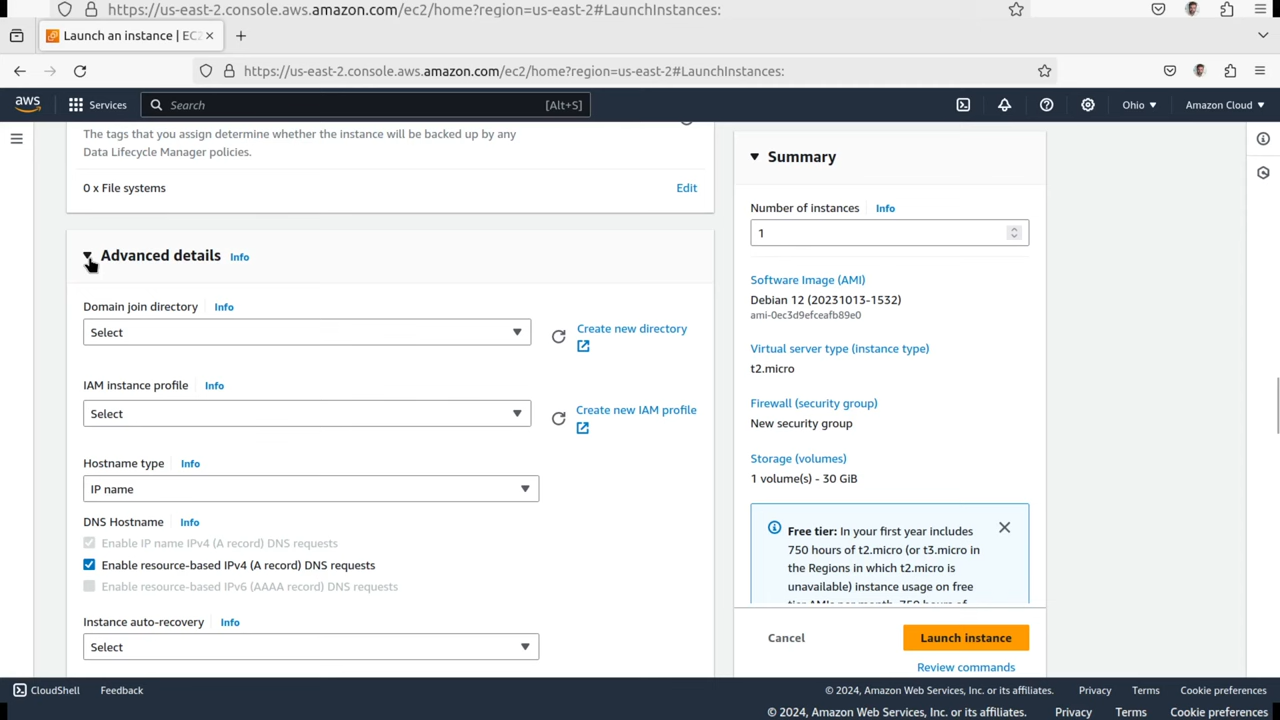 https://us-east-2.console.aws.amazon.com/ec2/home?region=us-east-2#LaunchInstances:
Launch an instance | EC2
https://us-east-2.console.aws.amazon.com/ec2/home?region=us-east-2#LaunchInstances:
aws
Services
Search
[Alt+S]
Ohio
Amazon Cloud
The tags that you assign determine whether the instance will be backed up by any
Data Lifecycle Manager policies.
0 x File systems
Edit
Advanced details Info
Domain join directory Info
Select
Create new directory
IAM instance profile Info
Select
Create new IAM profile
Hostname type Info
IP name
DNS Hostname Info
Enable IP name IPv4 (A record) DNS requests
Enable resource-based IPv4 (A record) DNS requests
Enable resource-based IPv6 (AAAA record) DNS requests
Instance auto-recovery Info
Select
Summary
Number of instances Info
1
Software Image (AMI)
Debian 12 (20231013-1532)
ami-0ec3d9efceafb89e0
Virtual server type (instance type)
t2.micro
Firewall (security group)
New security group
Storage (volumes)
1 volume(s) - 30 GiB
Free tier: In your first year includes
750 hours of t2.micro (or t3.micro in
the Regions in which t2.micro is
unavailable) instance usage on free
tier AMIs per month, 750 hours of
Cancel
Launch instance
Review commands
CloudShell
Feedback
© 2024, Amazon Web Services, Inc. or its affiliates.
Privacy
Terms
Cookie preferences
© 2024, Amazon Web Services, Inc. or its affiliates.
Privacy
Terms
Cookie preferences